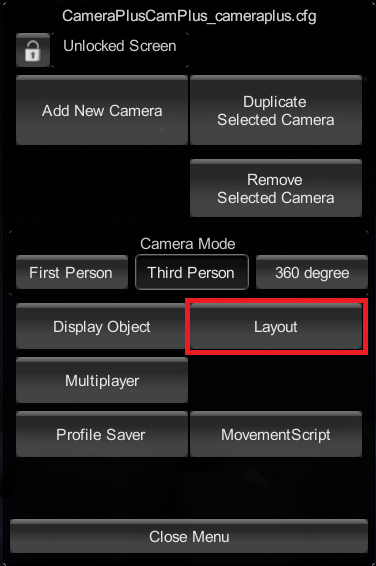 CameraPlusCamPlus_cameraplus.cfg
Unlocked Screen
Add New Camera
Duplicate
Selected Camera
Remove
Selected Camera
Camera Mode
First Person
Third Person
360 degree
Display Object
Layout
Multiplayer
Profile Saver
MovementScript
Close Menu